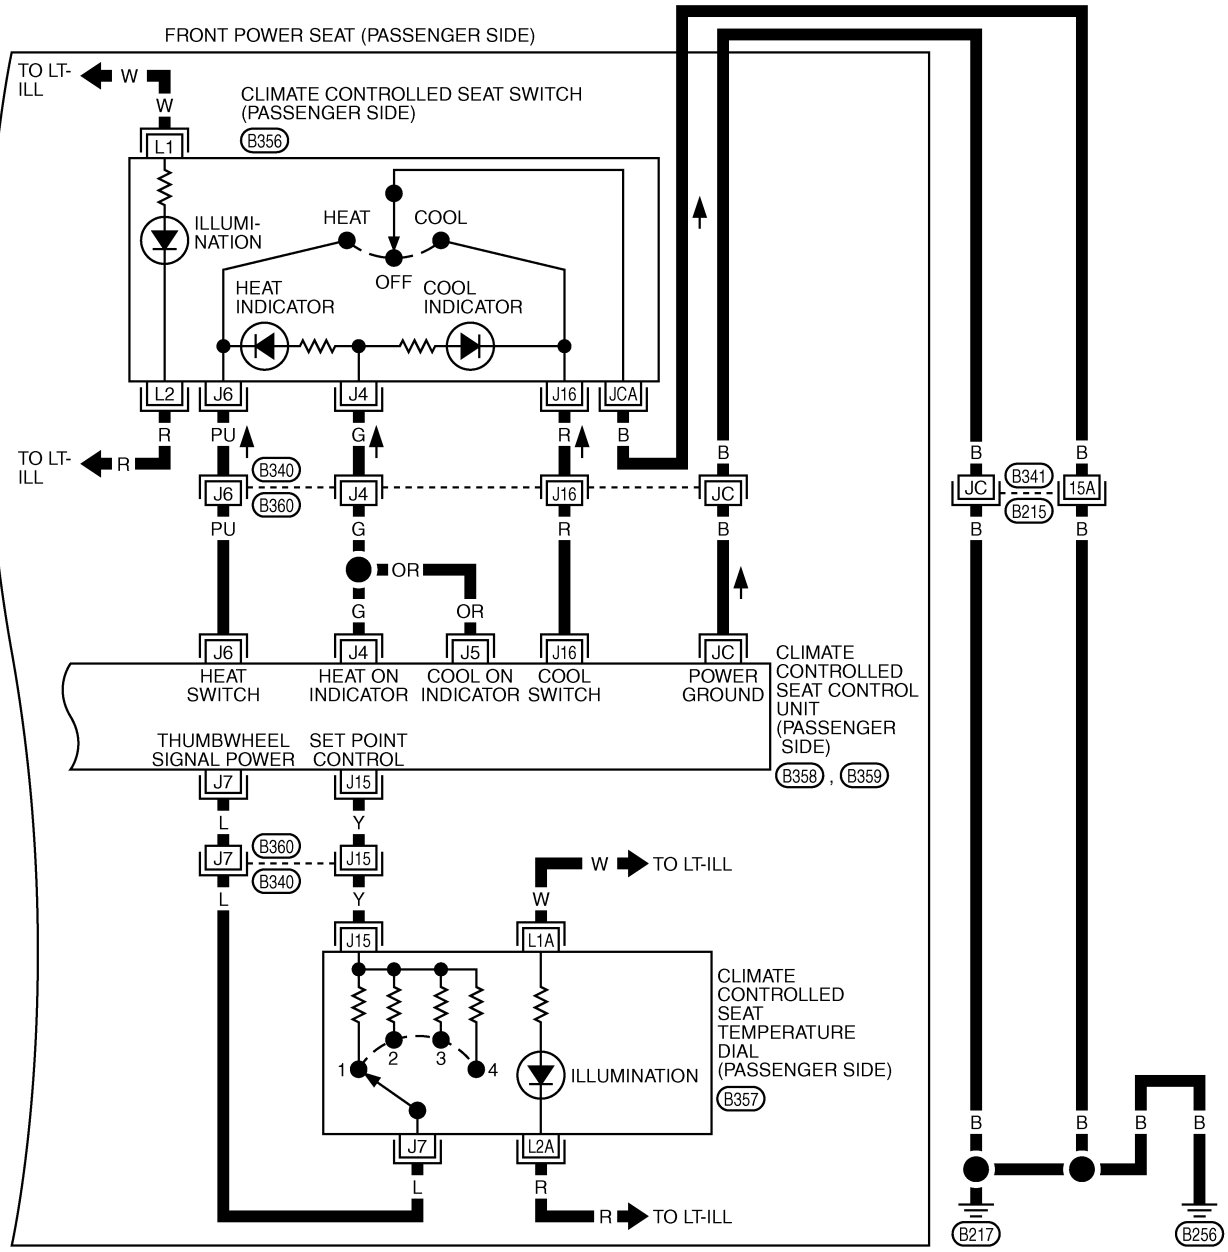 FRONT POWER SEAT (PASSENGER SIDE)
TO LT-
ILL
W
W
CLIMATE CONTROLLED SEAT SWITCH
(PASSENGER SIDE)
B356
L1
ILLUMI-
NATION
HEAT
COOL
OFF
HEAT
INDICATOR
COOL
INDICATOR
L2
J6
J4
J16
JCA
R
PU
G
R
B
B
B
B
TO LT-
ILL
R
B340
B360
J6
J4
J16
JC
JC
B341
B215
15A
PU
G
R
B
B
B
OR
G
OR
J6
J4
J5
J16
JC
HEAT
SWITCH
HEAT ON
INDICATOR
COOL ON
INDICATOR
COOL
SWITCH
POWER
GROUND
CLIMATE
CONTROLLED
SEAT CONTROL
UNIT
(PASSENGER
SIDE)
B358 , B359
THUMBWHEEL
SIGNAL POWER
SET POINT
CONTROL
J7
J15
L
Y
J7
B360
B340
J15
L
Y
W
TO LT-ILL
W
J15
L1A
1
2
3
4
ILLUMINATION
CLIMATE
CONTROLLED
SEAT
TEMPERATURE
DIAL
(PASSENGER SIDE)
B357
J7
L2A
L
R
R
TO LT-ILL
B
B
B
B
B217
B256